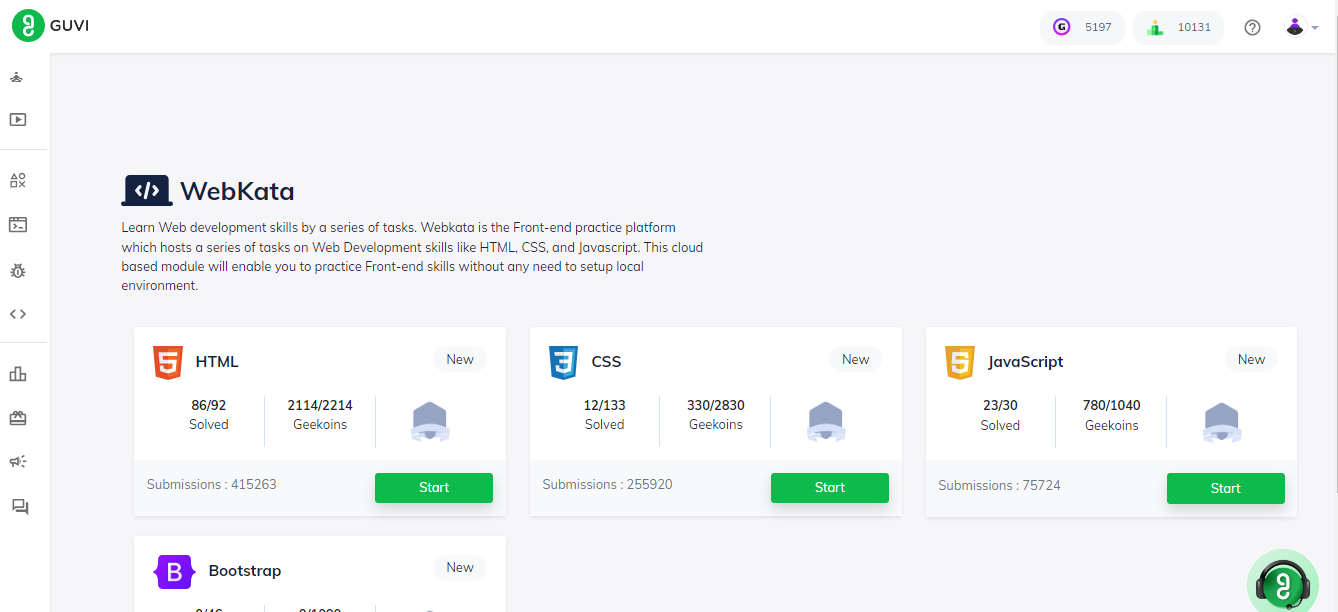 GUVI
5197
10131
WebKata
Learn Web development skills by a series of tasks. Webkata is the Front-end practice platform
which hosts a series of tasks on Web Development skills like HTML, CSS, and Javascript. This cloud
based module will enable you to practice Front-end skills without any need to setup local
environment.
HTML
New
86/92
Solved
2114/2214
Geekoins
Submissions : 415263
Start
CSS
New
12/133
Solved
330/2830
Geekoins
Submissions : 255920
Start
JavaScript
New
23/30
Solved
780/1040
Geekoins
Submissions : 75724
Start
Bootstrap
New